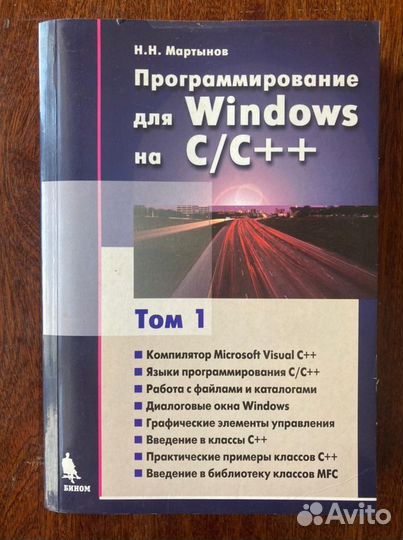 Н.Н. Мартынов
Программирование
для Windows
на C/C++
Том 1
Компилятор Microsoft Visual C++
Языки программирования C/C++
Работа с файлами и каталогами
Диалоговые окна Windows
Графические элементы управления
Введение в классы C++
Практические примеры классов C++
Введение в библиотеку классов MFC
БИНОМ
Avito